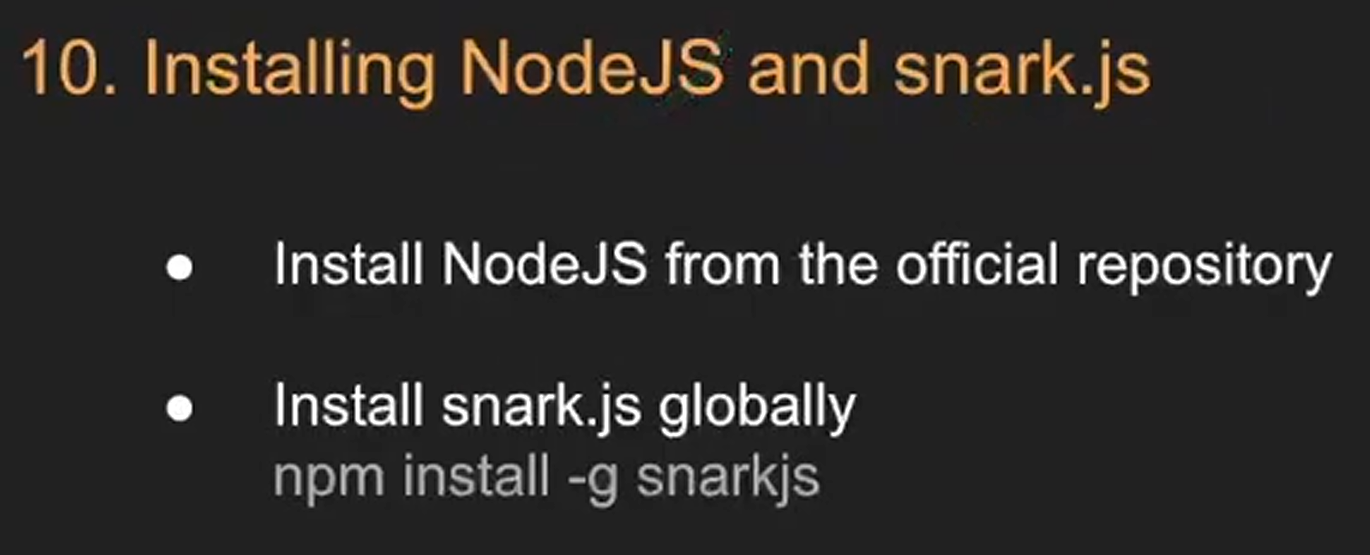 10. Installing NodeJS and snark.js
● Install NodeJS from the official repository
● Install snark.js globally
npm install -g snarkjs